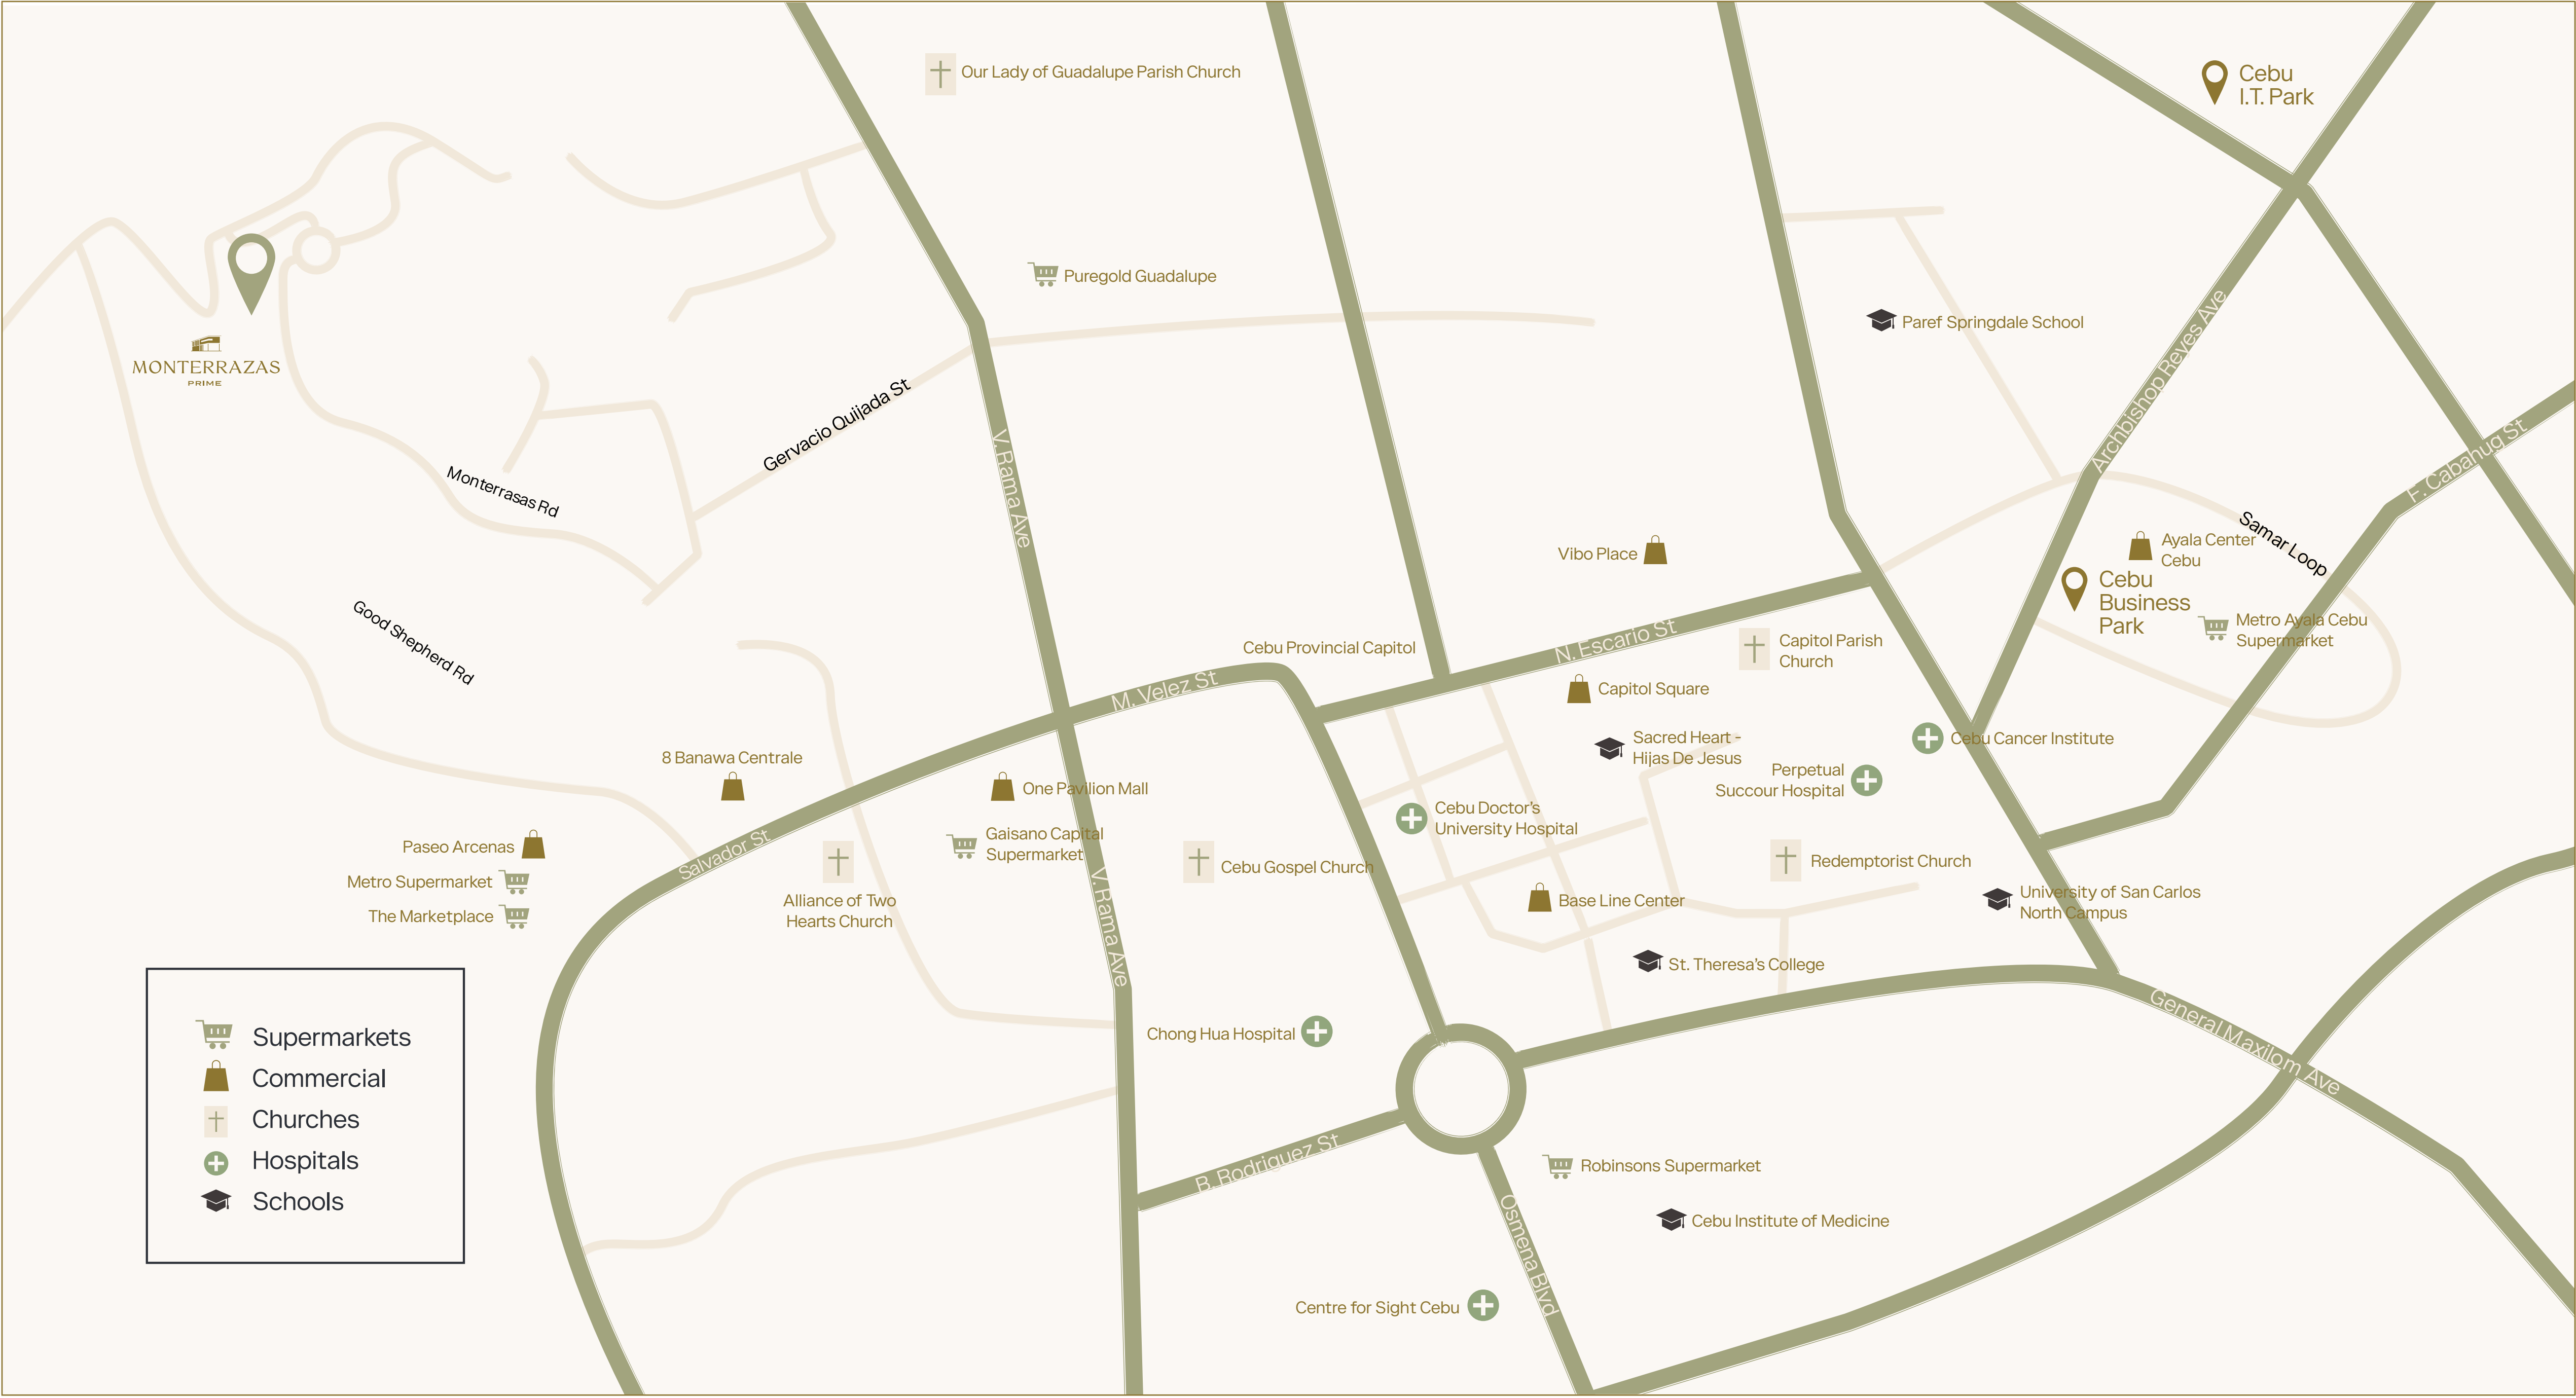 Our Lady of Guadalupe Parish Church
Cebu
I.T. Park
Puregold Guadalupe
Paref Springdale School
MONTERRAZAS
PRIME
Archbishop Reyes Ave
Gervacio Quijada St
V. Rama Ave
F. Cabahug St
Monterrasas Rd
Samar Loop
Vibo Place
Ayala Center
Cebu
Cebu
Business
Park
Metro Ayala Cebu
Supermarket
Good Shepherd Rd
Cebu Provincial Capitol
N. Escario St
Capitol Parish
Church
M. Velez St
Capitol Square
Sacred Heart -
Hijas De Jesus
Cebu Cancer Institute
Perpetual
Succour Hospital
8 Banawa Centrale
One Pavilion Mall
Cebu Doctor's
University Hospital
Gaisano Capital
Supermarket
Salvador St
Paseo Arcenas
Metro Supermarket
The Marketplace
Cebu Gospel Church
Redemptorist Church
Alliance of Two
Hearts Church
V. Rama Ave
Base Line Center
University of San Carlos
North Campus
St. Theresa's College
General Maxilom Ave
Chong Hua Hospital
B. Rodriguez St
Robinsons Supermarket
Osmena Blvd
Cebu Institute of Medicine
Centre for Sight Cebu
Supermarkets
Commercial
Churches
Hospitals
Schools